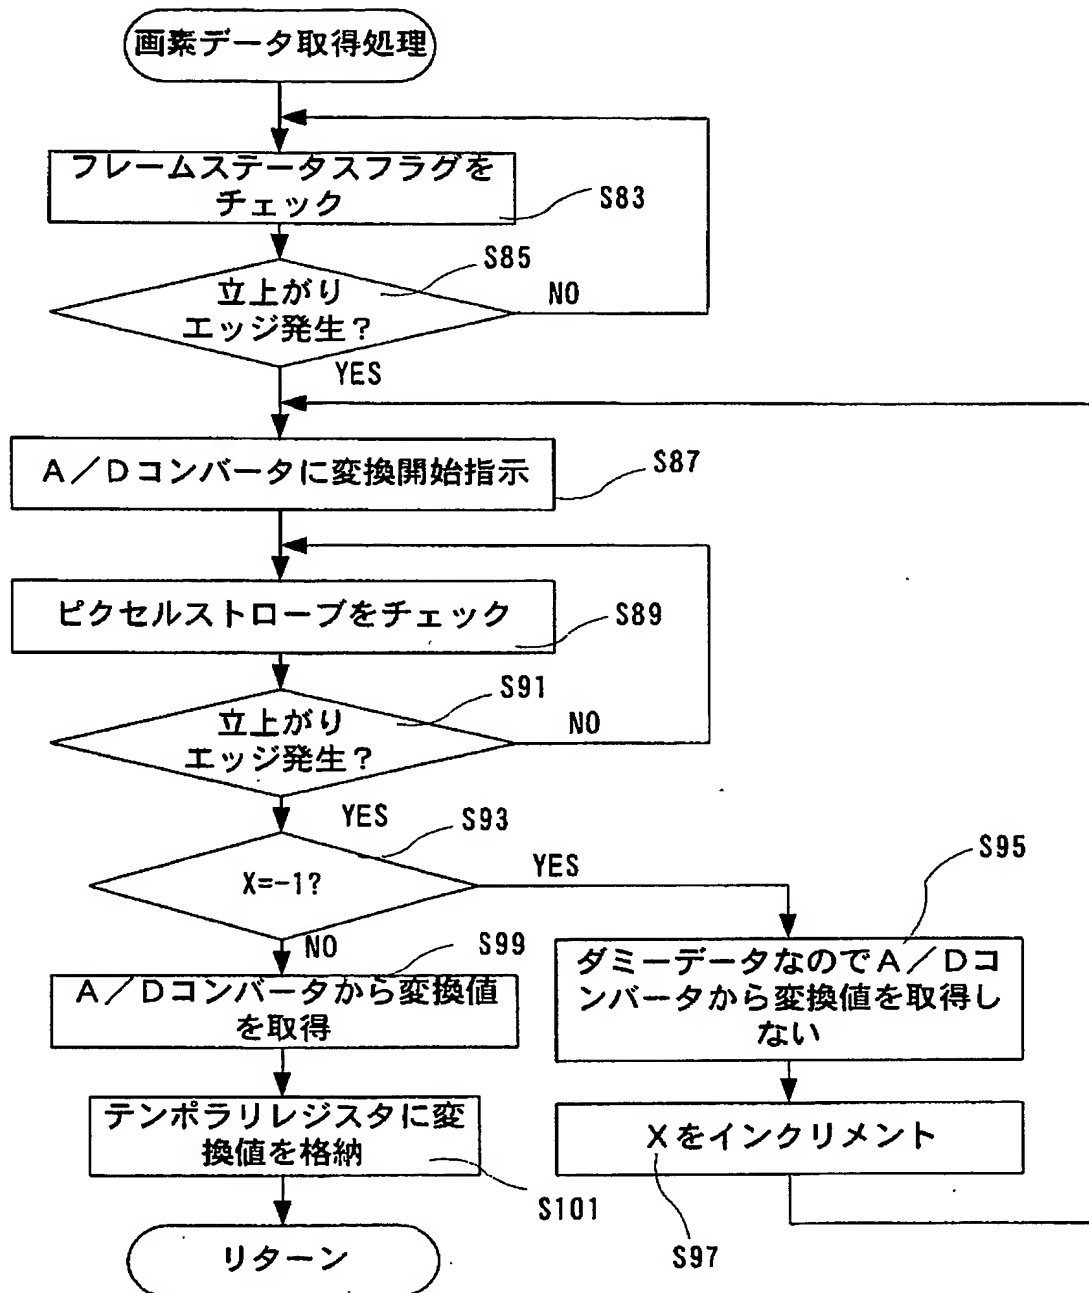 画素データ取得処理
フレームステータスフラグを
チェック
S83
S85
立上がり
エッジ発生？
NO
YES
A／Dコンバータに変換開始指示
S87
ピクセルストローブをチェック
S89
S91
立上がり
エッジ発生？
NO
YES
S93
X=-1?
YES
S95
NO
S99
A／Dコンバータから変換値
を取得
ダミーデータなのでA／Dコ
ンバータから変換値を取得し
ない
テンポラリレジスタに変
換値を格納
S101
Xをインクリメント
S97
リターン